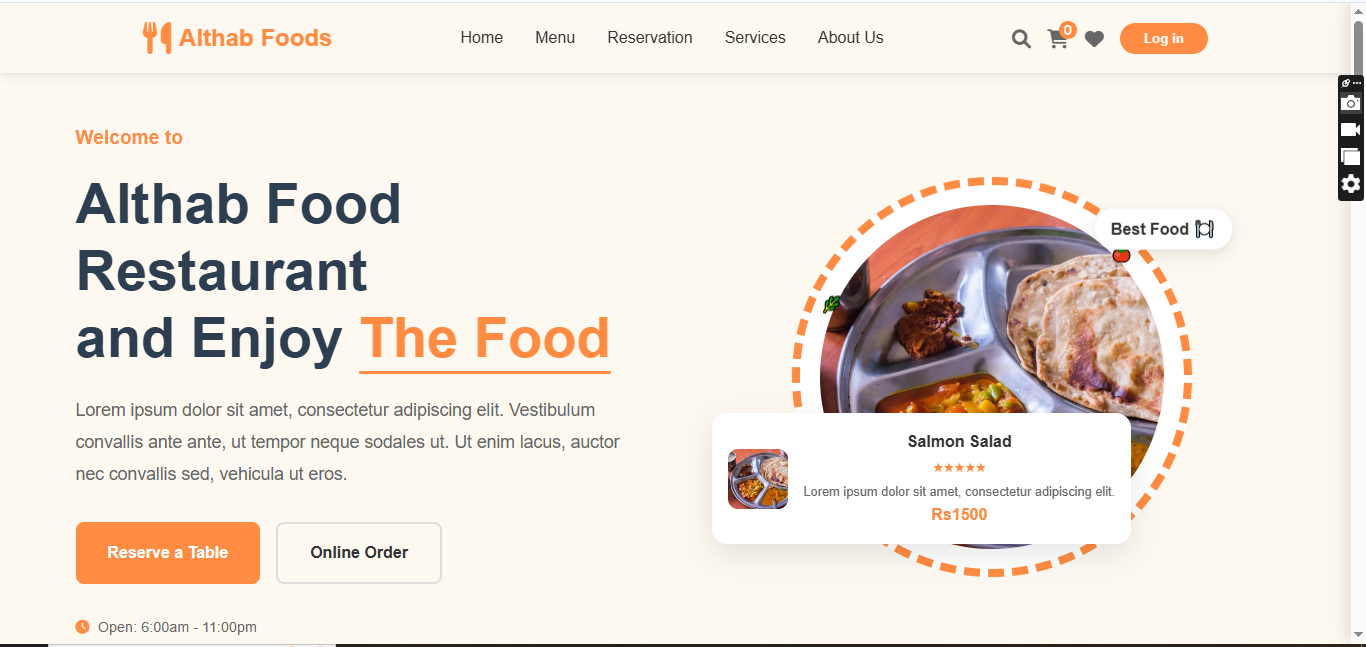 Althab Foods
Home Menu Reservation Services About Us
0
Log in
Welcome to
Althab Food
Restaurant
and Enjoy The Food
Lorem ipsum dolor sit amet, consectetur adipiscing elit. Vestibulum
convallis ante ante, ut tempor neque sodales ut. Ut enim lacus, auctor
nec convallis sed, vehicula ut eros.
Reserve a Table
Online Order
Open: 6:00am - 11:00pm
Best Food
Salmon Salad
Lorem ipsum dolor sit amet, consectetur adipiscing elit.
Rs1500